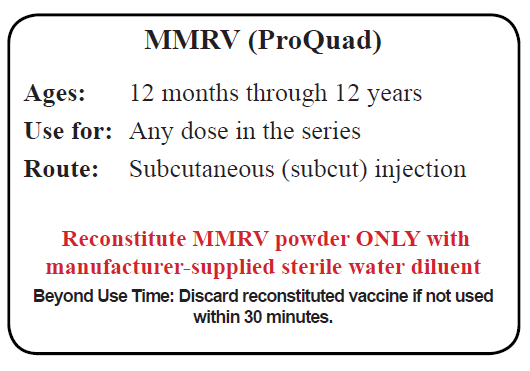 MMRV (ProQuad)
Ages: 12 months through 12 years
Use for: Any dose in the series
Route: Subcutaneous (subcut) injection
Reconstitute MMRV powder ONLY with
manufacturer-supplied sterile water diluent
Beyond Use Time: Discard reconstituted vaccine if not used
within 30 minutes.